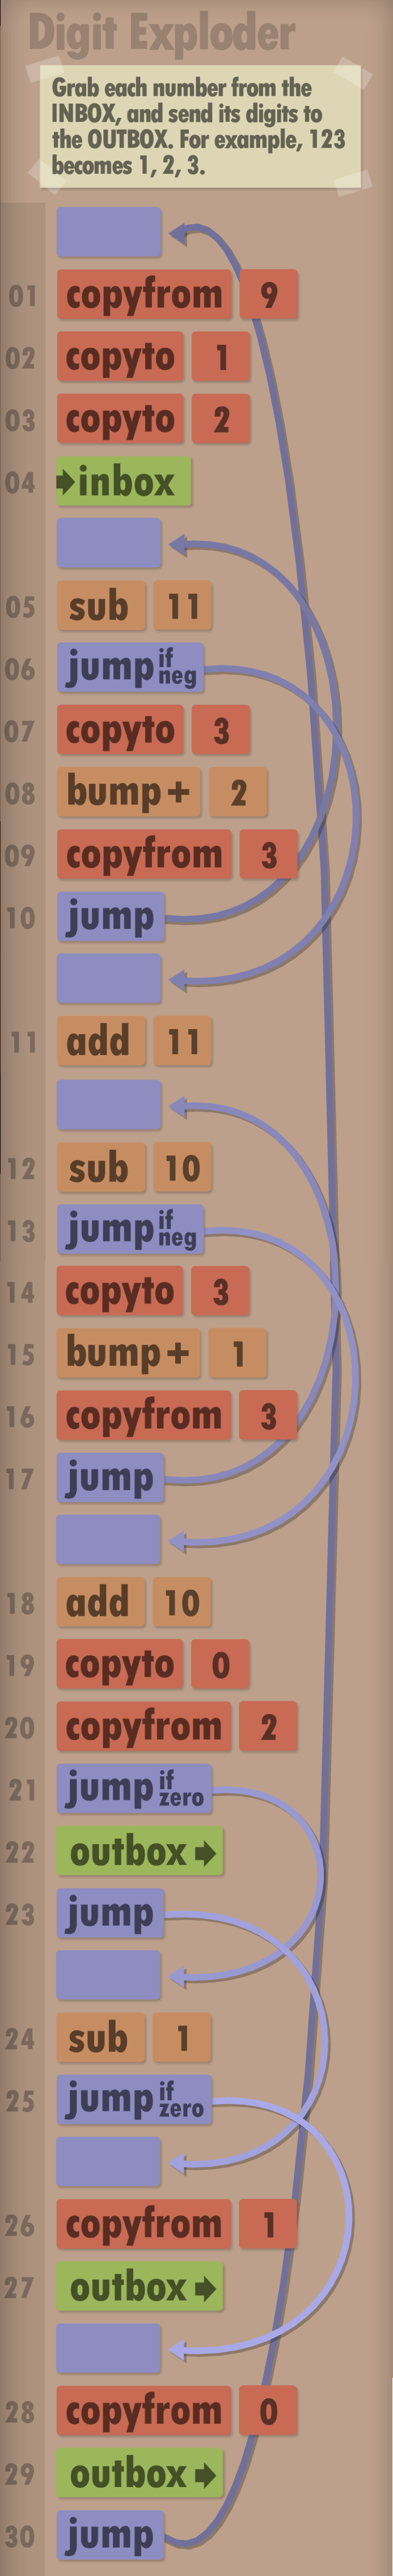 Digit Exploder
Grab each number from the
INBOX, and send its digits to
the OUTBOX. For example, 123
becomes 1, 2, 3.
01 copyfrom 9
02 copyto 1
03 copyto 2
04 inbox
05 sub 11
06 jump if neg
07 copyto 3
08 bump+ 2
09 copyfrom 3
10 jump
11 add 11
12 sub 10
13 jump if neg
14 copyto 3
15 bump+ 1
16 copyfrom 3
17 jump
18 add 10
19 copyto 0
20 copyfrom 2
21 jump if zero
22 outbox
23 jump
24 sub 1
25 jump if zero
26 copyfrom 1
27 outbox
28 copyfrom 0
29 outbox
30 jump